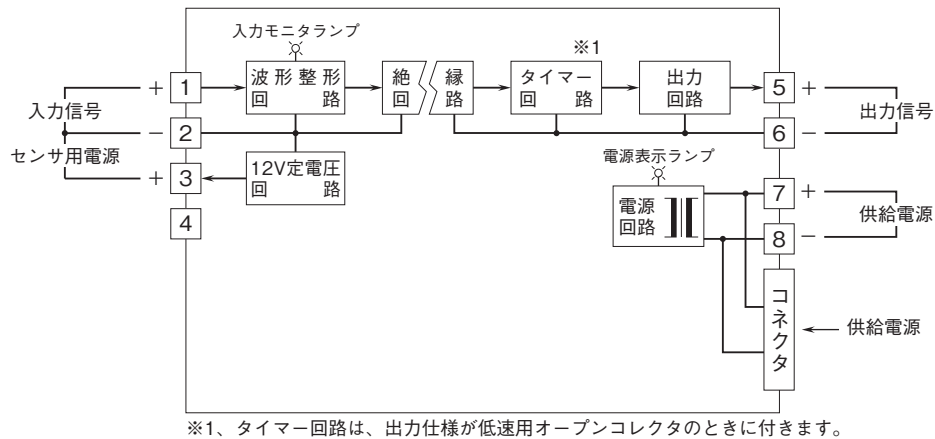 入力モニタランプ
※1
波形整形
回路
絶縁
回路
タイマー
回路
出力
回路
+ 1
5 +
入力信号
出力信号
− 2
6 −
センサ用電源
12V定電圧
回路
電源表示ランプ
+ 3
7 +
4
電源
回路
供給電源
8 −
コネクタ
供給電源
※1、タイマー回路は、出力仕様が低速用オープンコレクタのときに付きます。